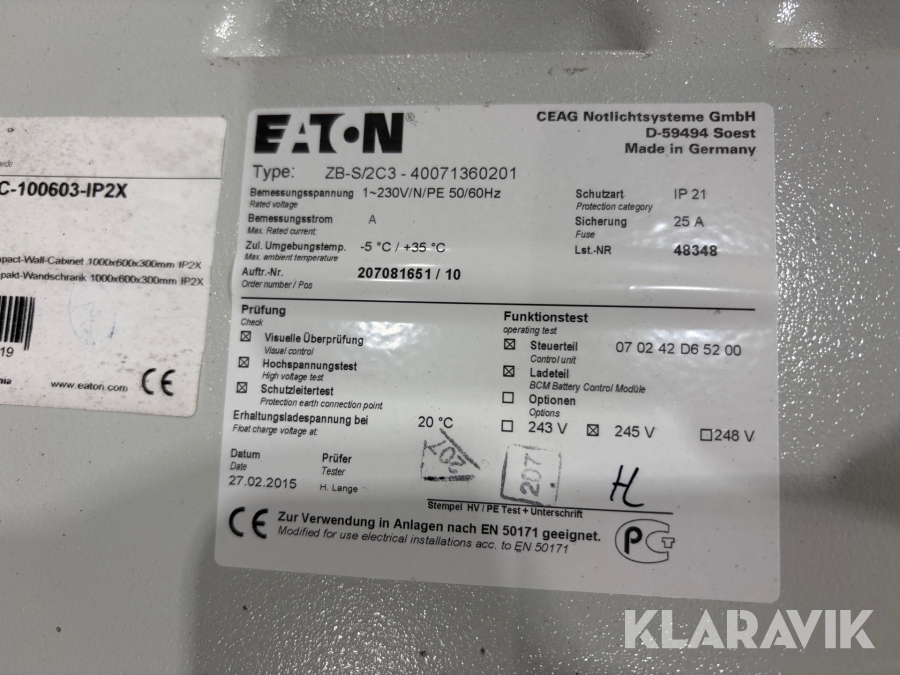 C-100603-IP2X
pact-Wall-Cabinet 1000x600x300mm IP2X
pakt-Wandschrank 1000x600x300mm IP2X
19
www.eaton.com CE
EATON®
CEAG Notlichtsysteme GmbH
D-59494 Soest
Made in Germany
Type: ZB-S/2C3 - 40071360201
Bemessungsspannung 1~230V/N/PE 50/60Hz
Rated voltage
Bemessungsstrom A
Max. Rated current:
Zul. Umgebungstemp. -5 °C / +35 °C
Max. ambient temperature
Auftr.-Nr. 207081651 / 10
Order number / Pos
Schutzart IP 21
Protection category
Sicherung 25 A
Fuse
Lst.-NR 48348
Prüfung
Check
☒ Visuelle Überprüfung
Visual control
☒ Hochspannungstest
High voltage test
☒ Schutzleitertest
Protection earth connection point
Funktionstest
operating test
☒ Steuerteil 07 02 42 D6 52 00
Control unit
☒ Ladeteil
BCM Battery Control Module
☐ Optionen
Options
Erhaltungsladespannung bei 20 °C ☐ 243 V ☒ 245 V ☐ 248 V
Float charge voltage at:
Datum Prüfer
Date Tester
27.02.2015 H. Lange
207
207
H
Stempel HV / PE Test + Unterschrift
CE Zur Verwendung in Anlagen nach EN 50171 geeignet.
Modified for use electrical installations acc. to EN 50171
PCT
KLARAVIK